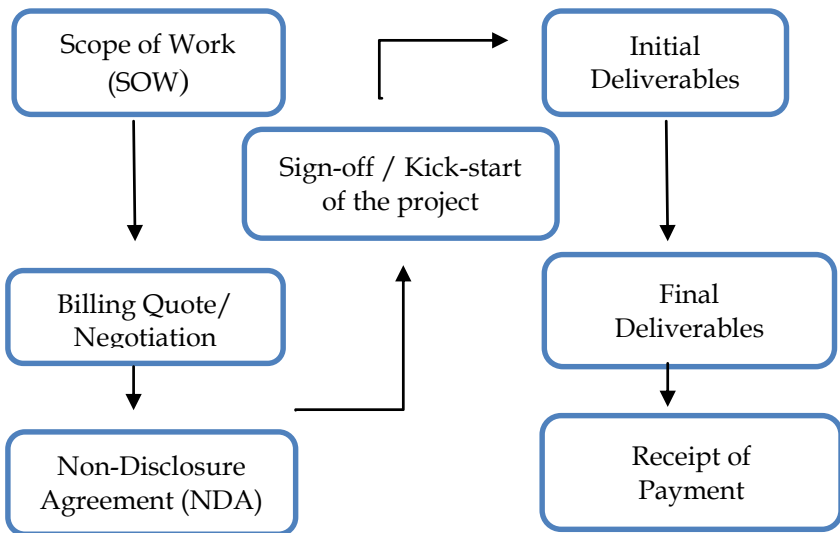 Scope of Work
(SOW)
Billing Quote/
Negotiation
Non-Disclosure
Agreement (NDA)
Sign-off / Kick-start
of the project
Initial
Deliverables
Final
Deliverables
Receipt of
Payment